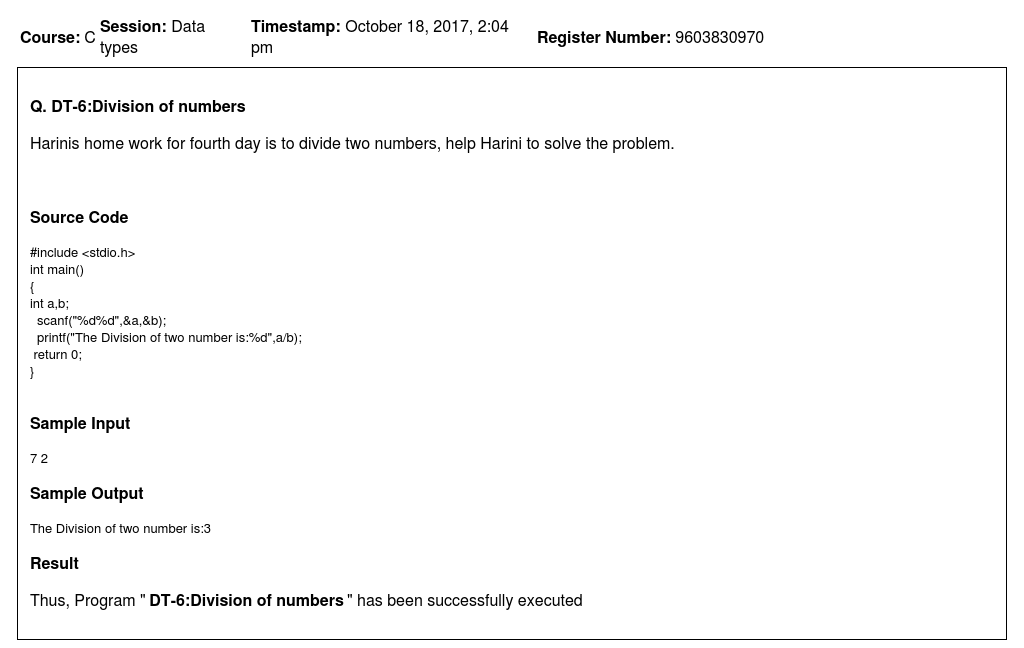 Course: C Session: Data types Timestamp: October 18, 2017, 2:04 pm Register Number: 9603830970
Q. DT-6:Division of numbers
Harinis home work for fourth day is to divide two numbers, help Harini to solve the problem.
Source Code
#include <stdio.h>
int main()
{
int a,b;
scanf("%d%d",&a,&b);
printf("The Division of two number is:%d",a/b);
return 0;
}
Sample Input
7 2
Sample Output
The Division of two number is:3
Result
Thus, Program " DT-6:Division of numbers " has been successfully executed